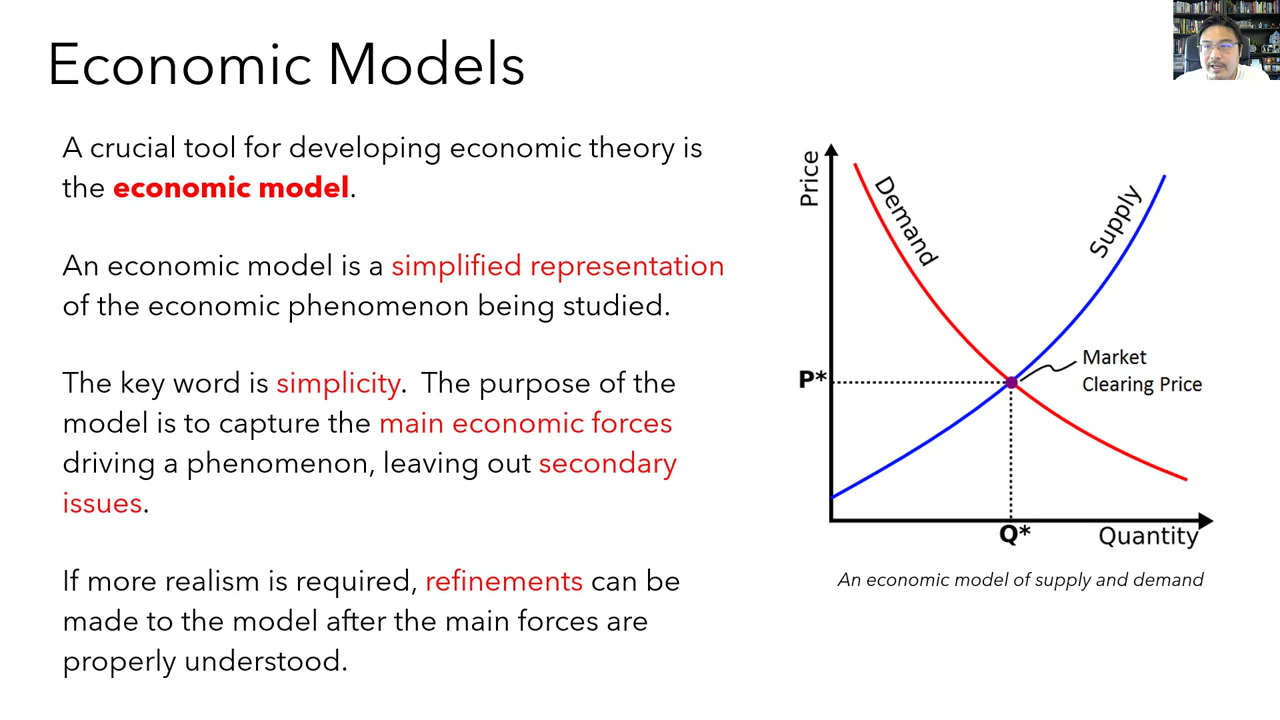 Economic Models
A crucial tool for developing economic theory is
the economic model.
An economic model is a simplified representation
of the economic phenomenon being studied.
The key word is simplicity.  The purpose of the
model is to capture the main economic forces
driving a phenomenon, leaving out secondary
issues.
If more realism is required, refinements can be
made to the model after the main forces are
properly understood.
Price
Demand
Supply
Market
Clearing Price
P*
Q*
Quantity
An economic model of supply and demand